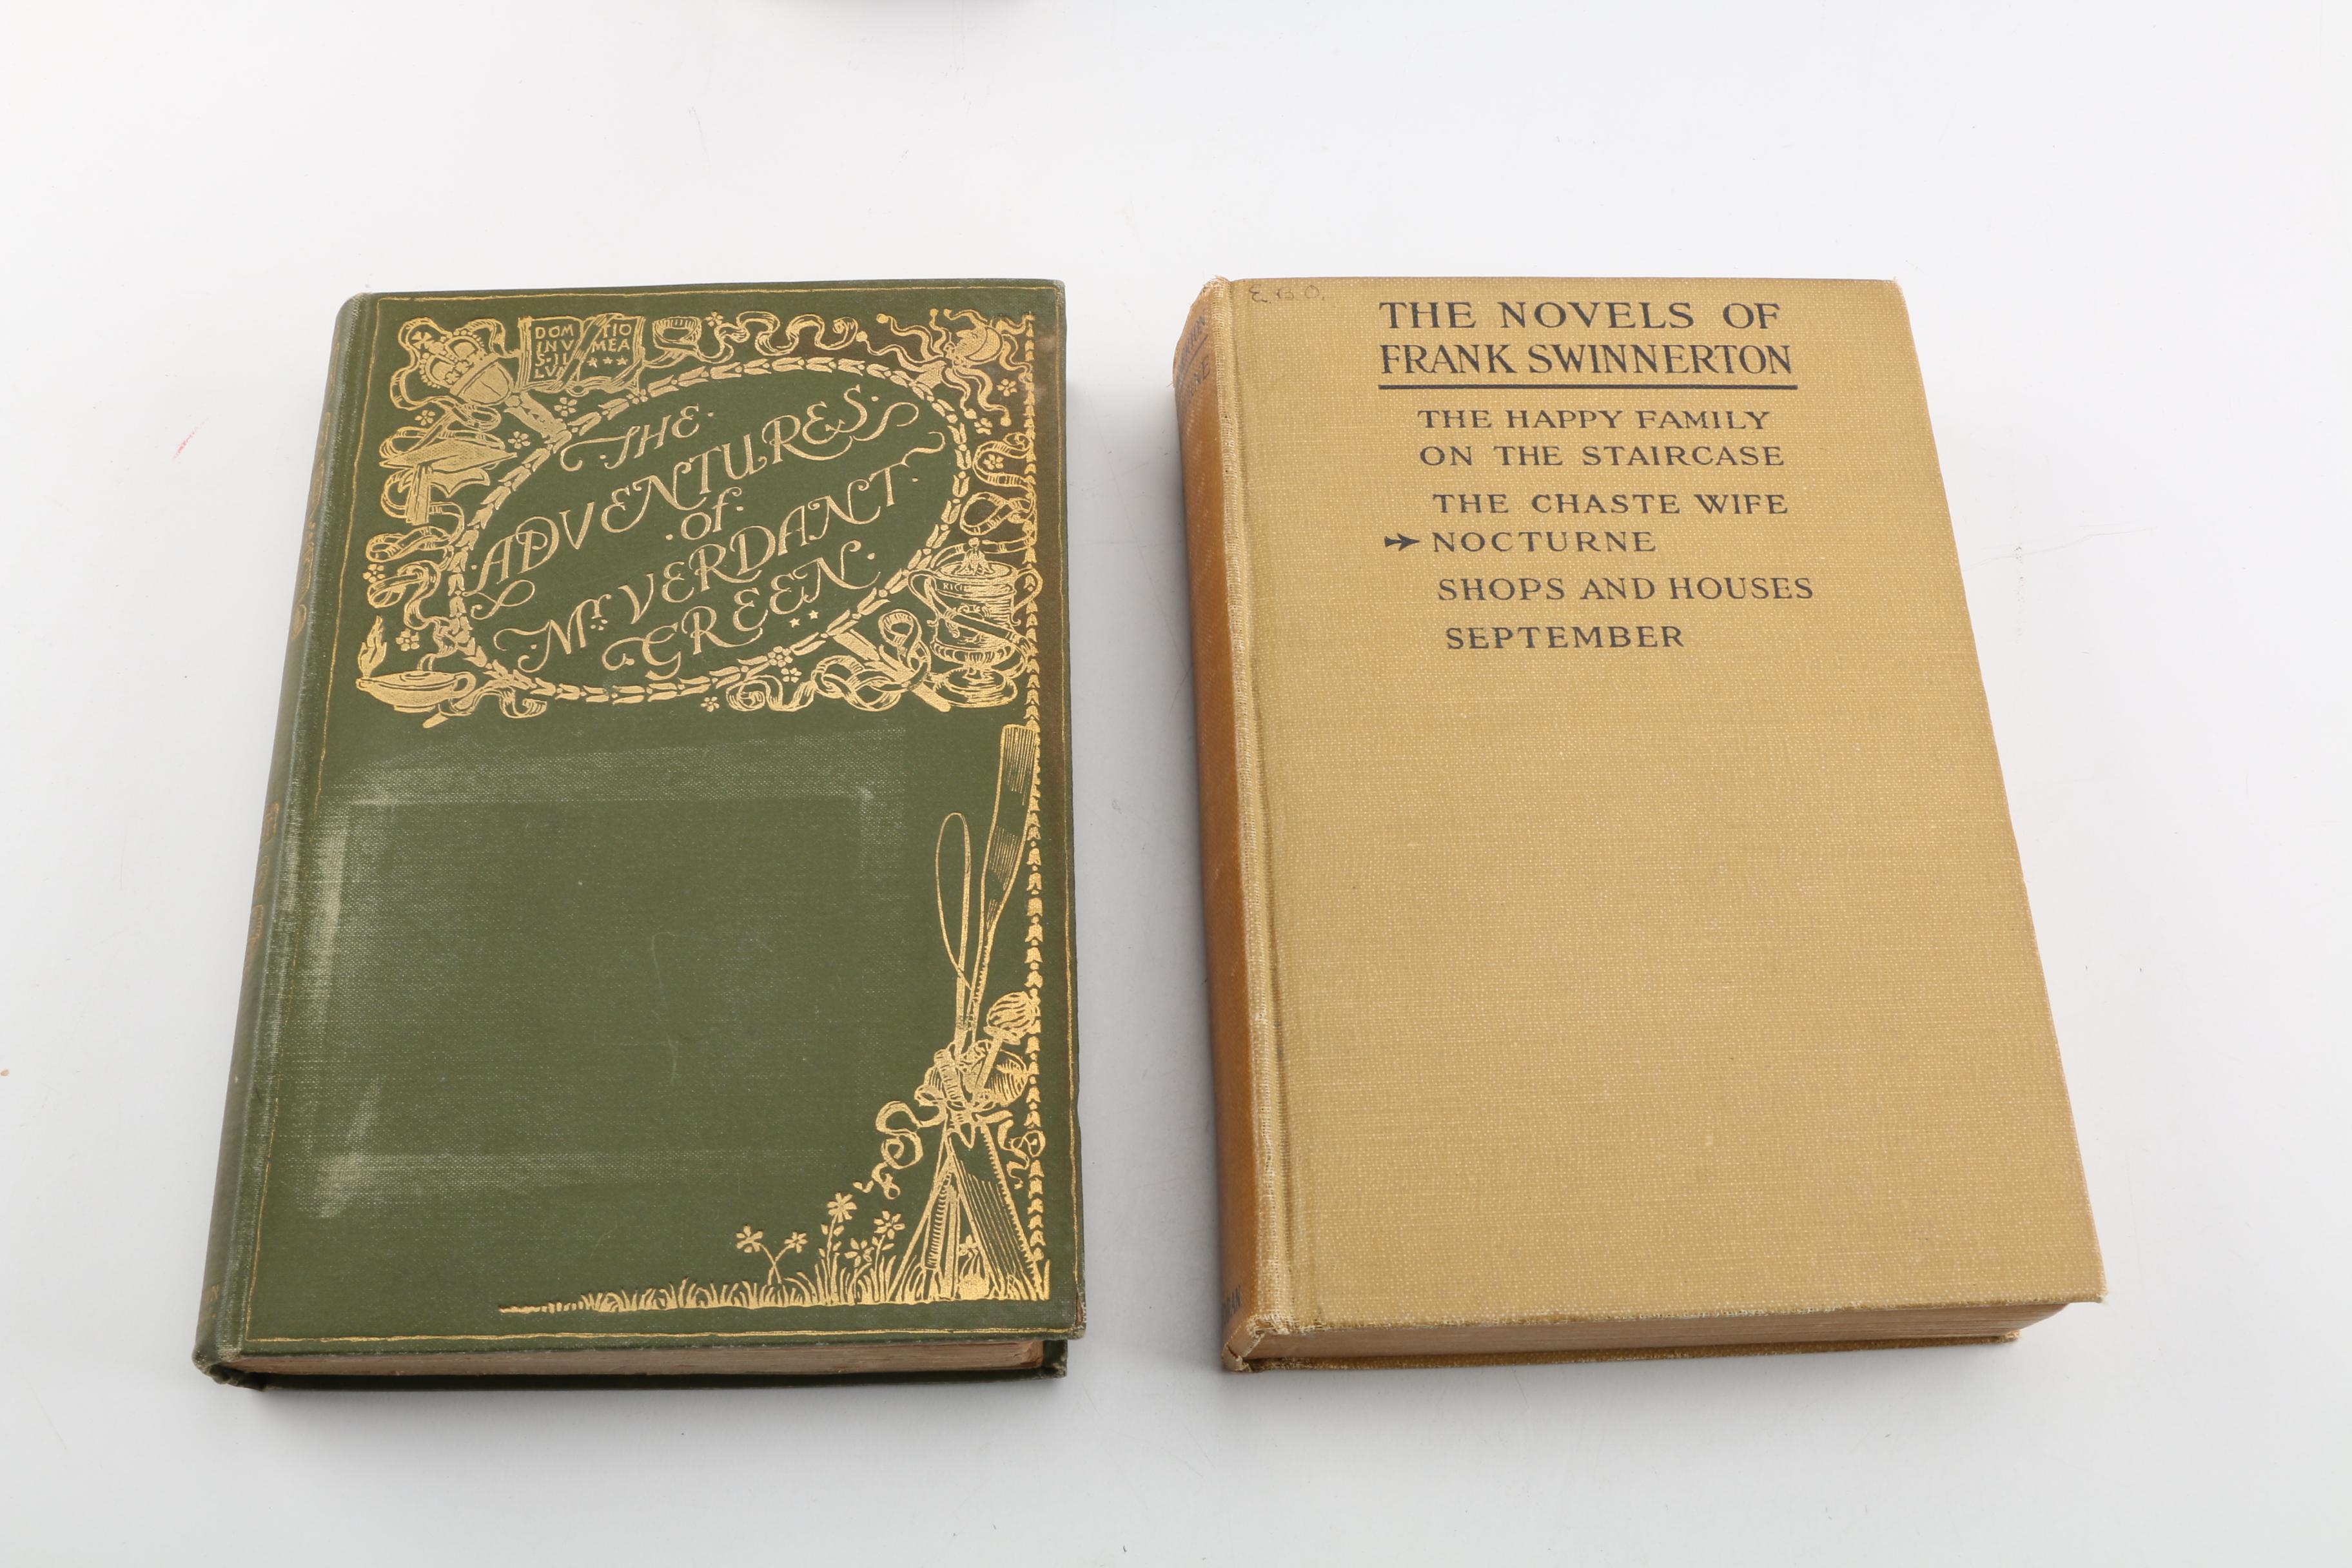 DOM TIO
INV MEA
S·IL ★★★
LV
·THE·
·ADVENTURES·
·of·
·Mr. VERDANT·
·GREEN·
E.B.O.
THE NOVELS OF
FRANK SWINNERTON
THE HAPPY FAMILY
ON THE STAIRCASE
THE CHASTE WIFE
➳ NOCTURNE
SHOPS AND HOUSES
SEPTEMBER